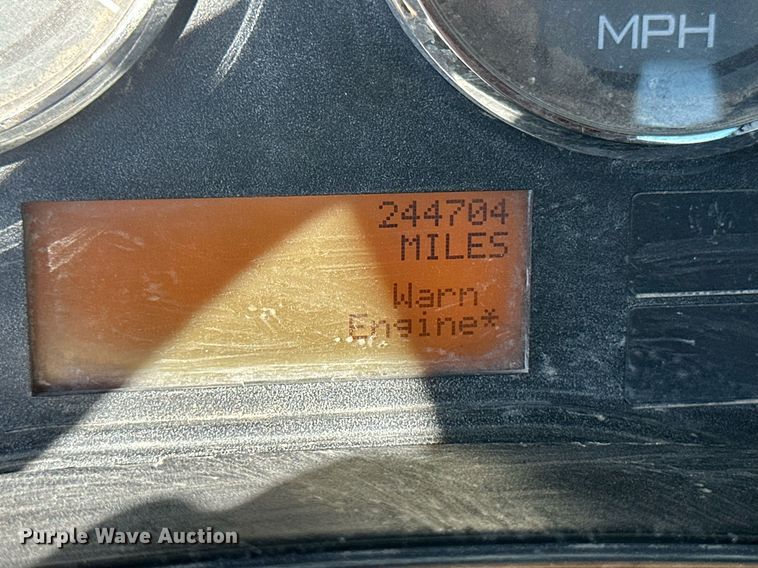 MPH
244704
MILES
Warn
Engine*
Purple Wave Auction®